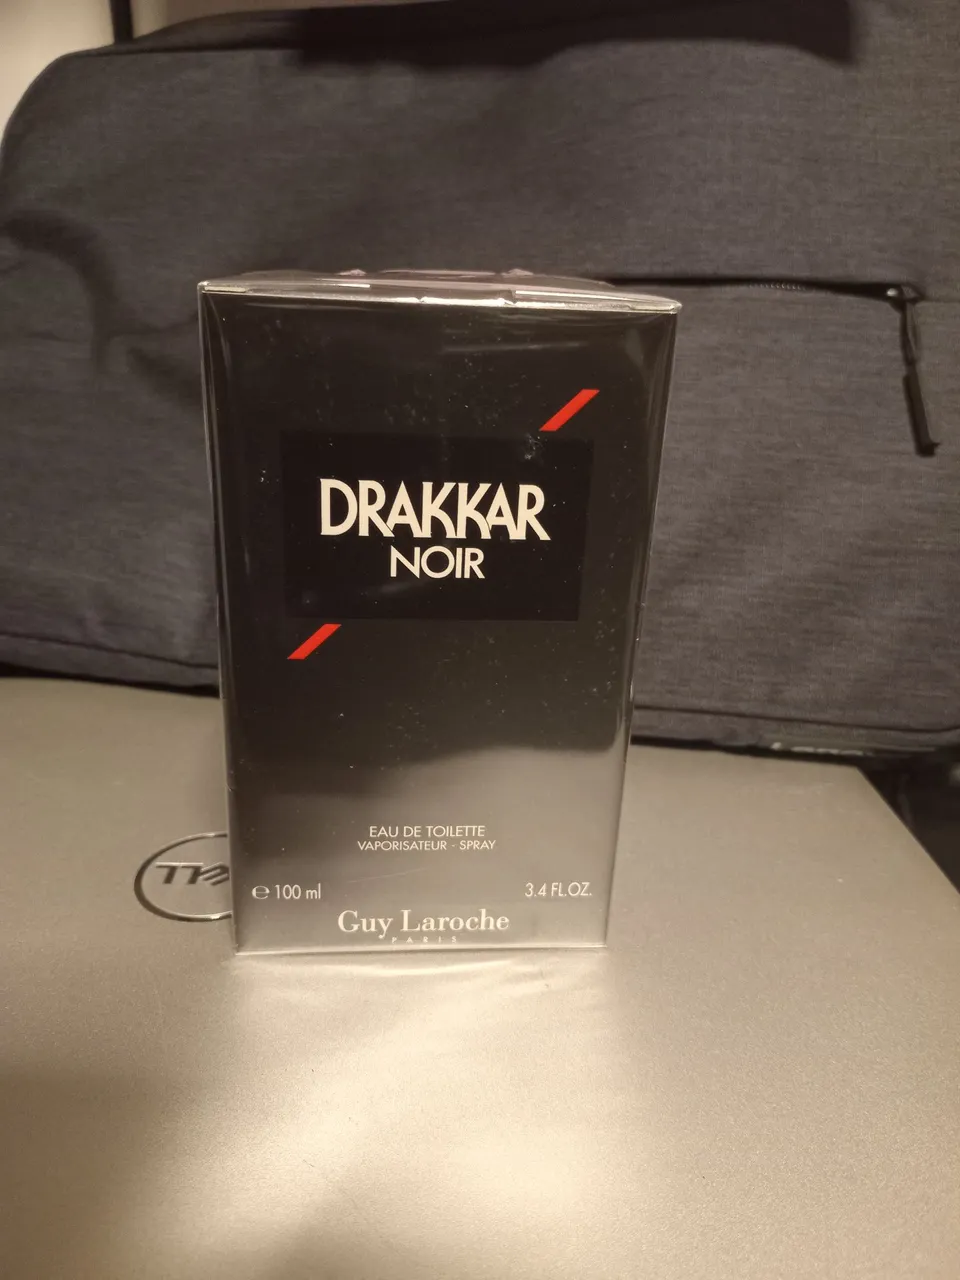 DRAKKAR
NOIR
EAU DE TOILETTE
VAPORISATEUR - SPRAY
℮ 100 ml
3.4 FL.OZ.
Guy Laroche
PARIS